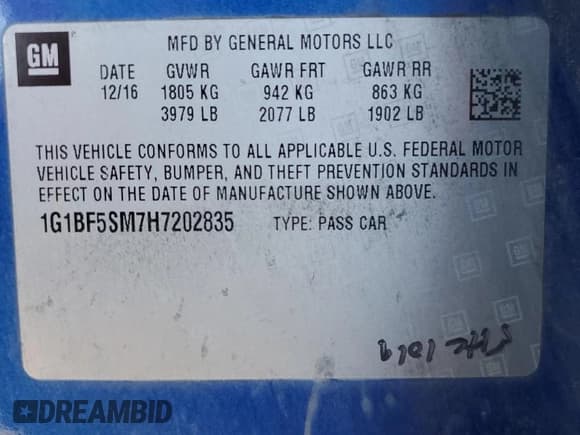 GM
MFD BY GENERAL MOTORS LLC
DATE GVWR GAWR FRT GAWR RR
12/16 1805 KG 942 KG 863 KG
3979 LB 2077 LB 1902 LB
THIS VEHICLE CONFORMS TO ALL APPLICABLE U.S. FEDERAL MOTOR
VEHICLE SAFETY, BUMPER, AND THEFT PREVENTION STANDARDS IN
EFFECT ON THE DATE OF MANUFACTURE SHOWN ABOVE.
1G1BF5SM7H7202835 TYPE: PASS CAR
DREAMBID